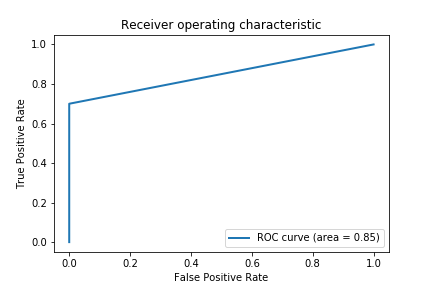 Receiver operating characteristic
True Positive Rate
1.0
0.8
0.6
0.4
0.2
0.0
ROC curve (area = 0.85)
0.0 0.2 0.4 0.6 0.8 1.0
False Positive Rate